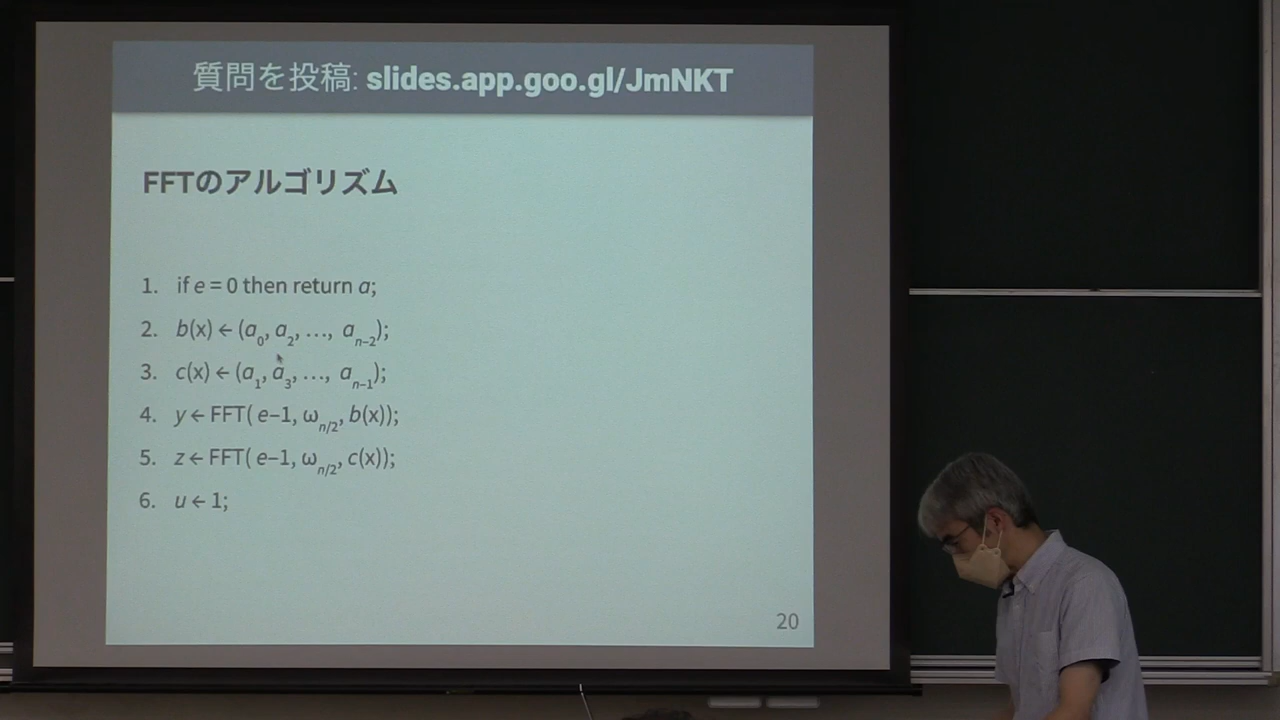 質問を投稿: slides.app.goo.gl/JmNKT
FFTのアルゴリズム
1. if e = 0 then return a;
2. b(x) ← (a₀, a₂, …, aₙ₋₂);
3. c(x) ← (a₁, a₃, …, aₙ₋₁);
4. y ← FFT( e–1, ω_{n/2}, b(x));
5. z ← FFT( e–1, ω_{n/2}, c(x));
6. u ← 1;
20